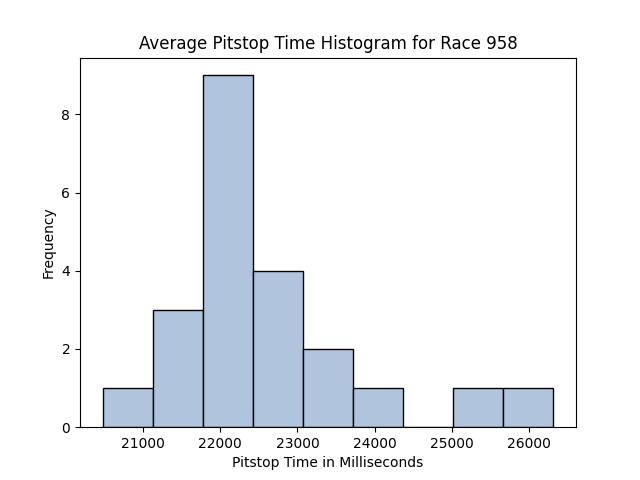 Average Pitstop Time Histogram for Race 958
Frequency
8
6
4
2
0
21000 22000 23000 24000 25000 26000
Pitstop Time in Milliseconds